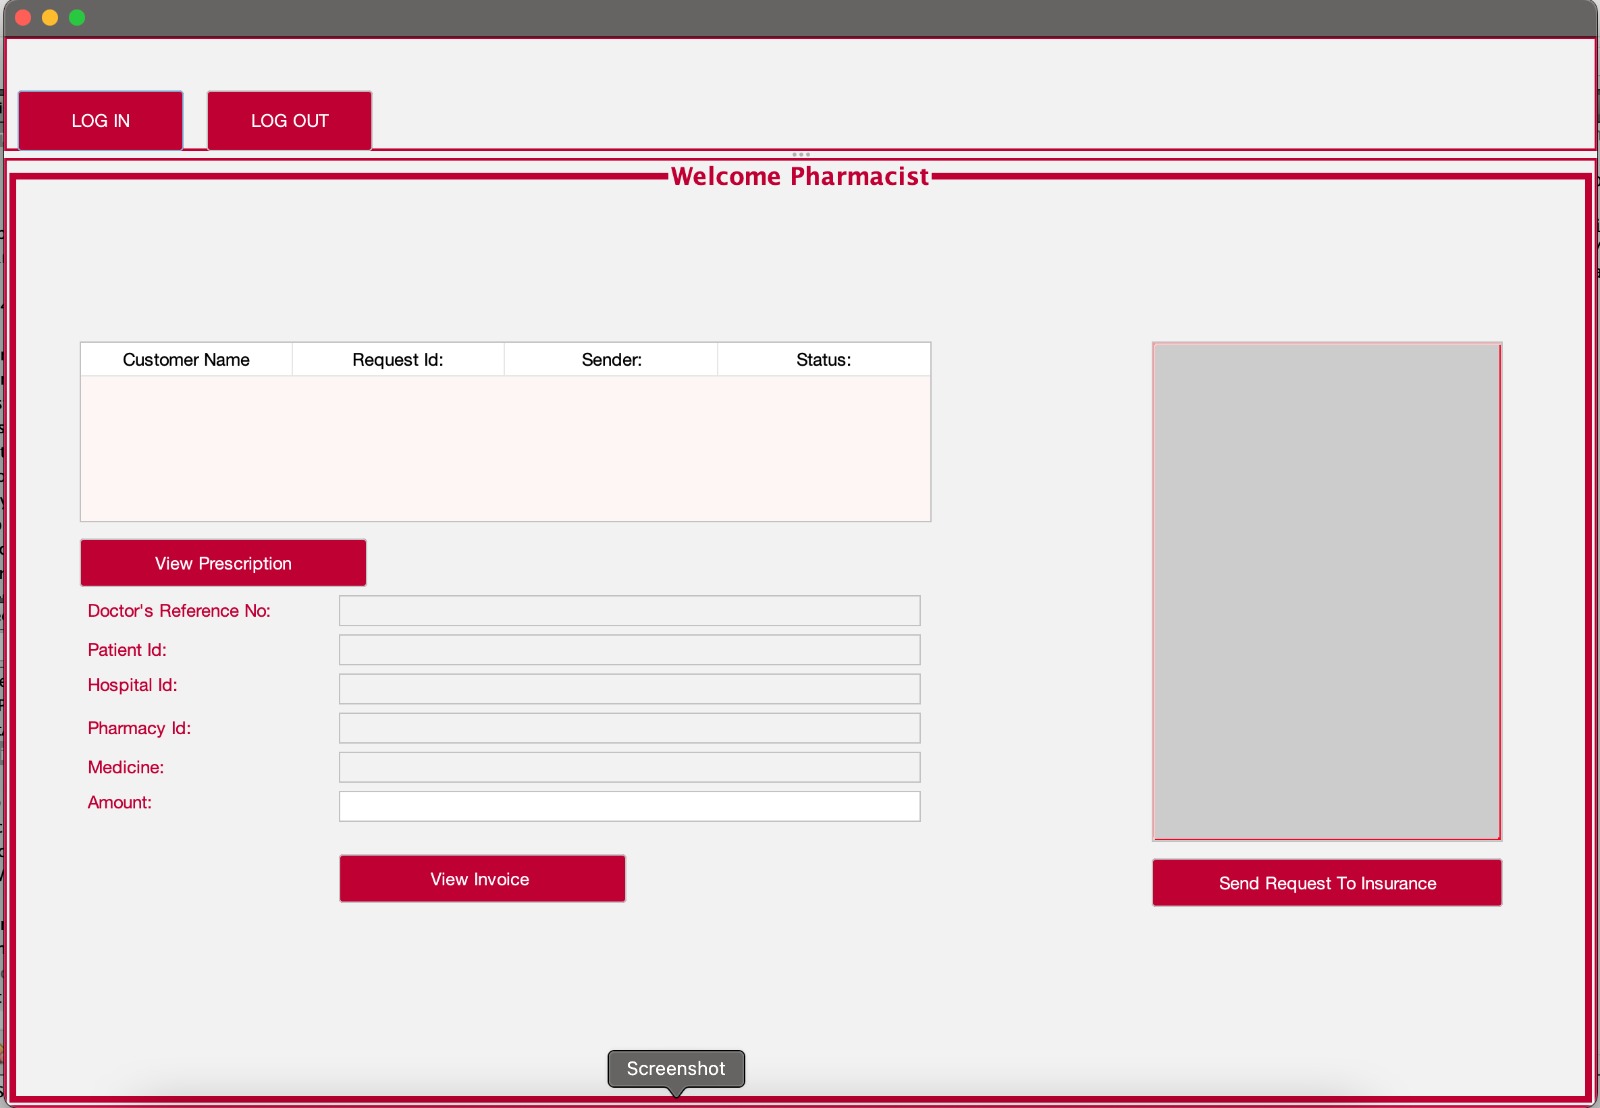 LOG IN
LOG OUT
Welcome Pharmacist
Customer Name
Request Id:
Sender:
Status:
View Prescription
Doctor's Reference No:
Patient Id:
Hospital Id:
Pharmacy Id:
Medicine:
Amount:
View Invoice
Send Request To Insurance
Screenshot